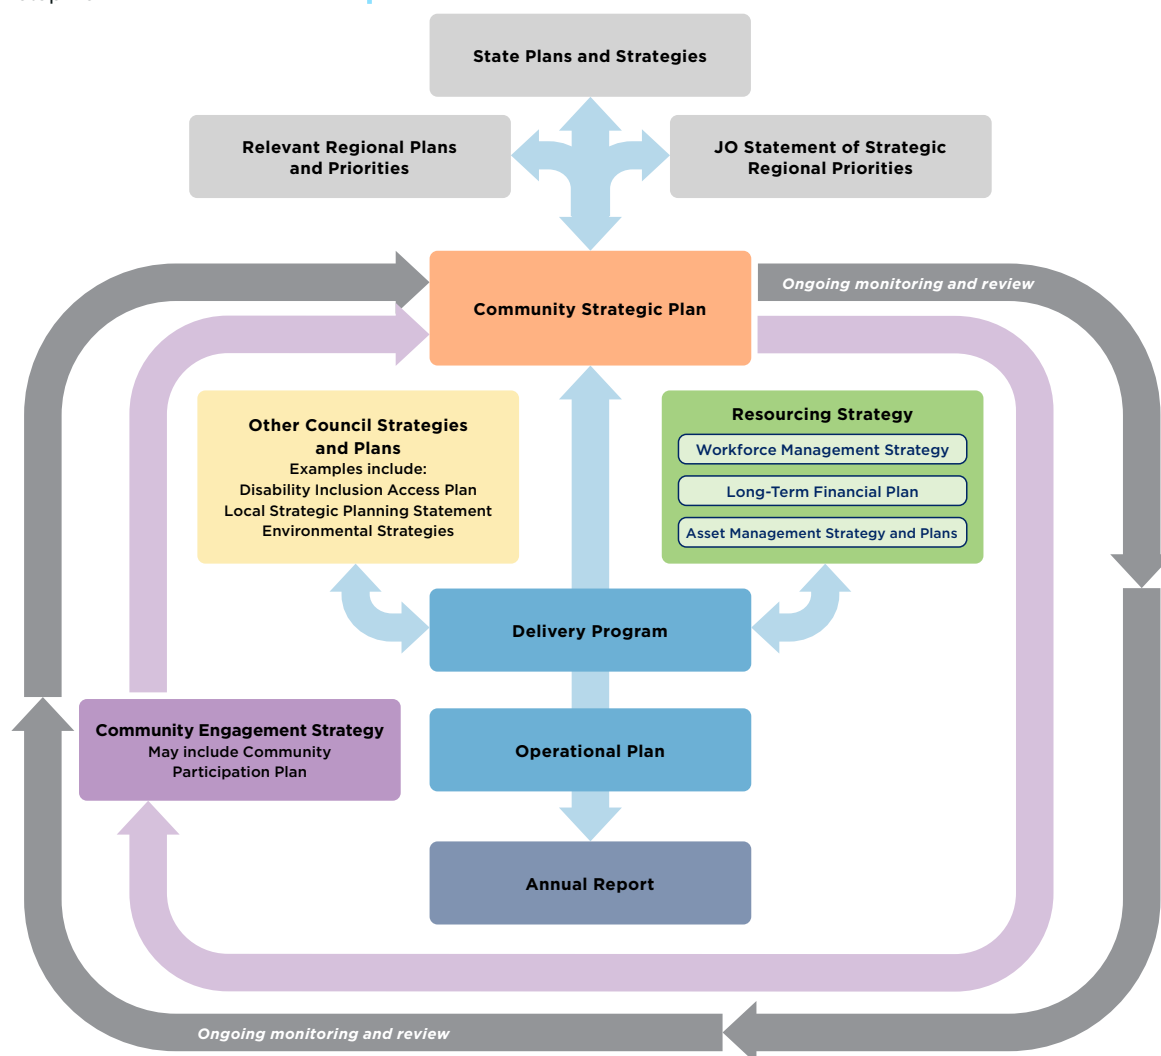 State Plans and Strategies
Relevant Regional Plans
and Priorities
JO Statement of Strategic
Regional Priorities
Community Strategic Plan
Ongoing monitoring and review
Other Council Strategies
and Plans
Examples include:
Disability Inclusion Access Plan
Local Strategic Planning Statement
Environmental Strategies
Resourcing Strategy
Workforce Management Strategy
Long-Term Financial Plan
Asset Management Strategy and Plans
Delivery Program
Community Engagement Strategy
May include Community
Participation Plan
Operational Plan
Annual Report
Ongoing monitoring and review